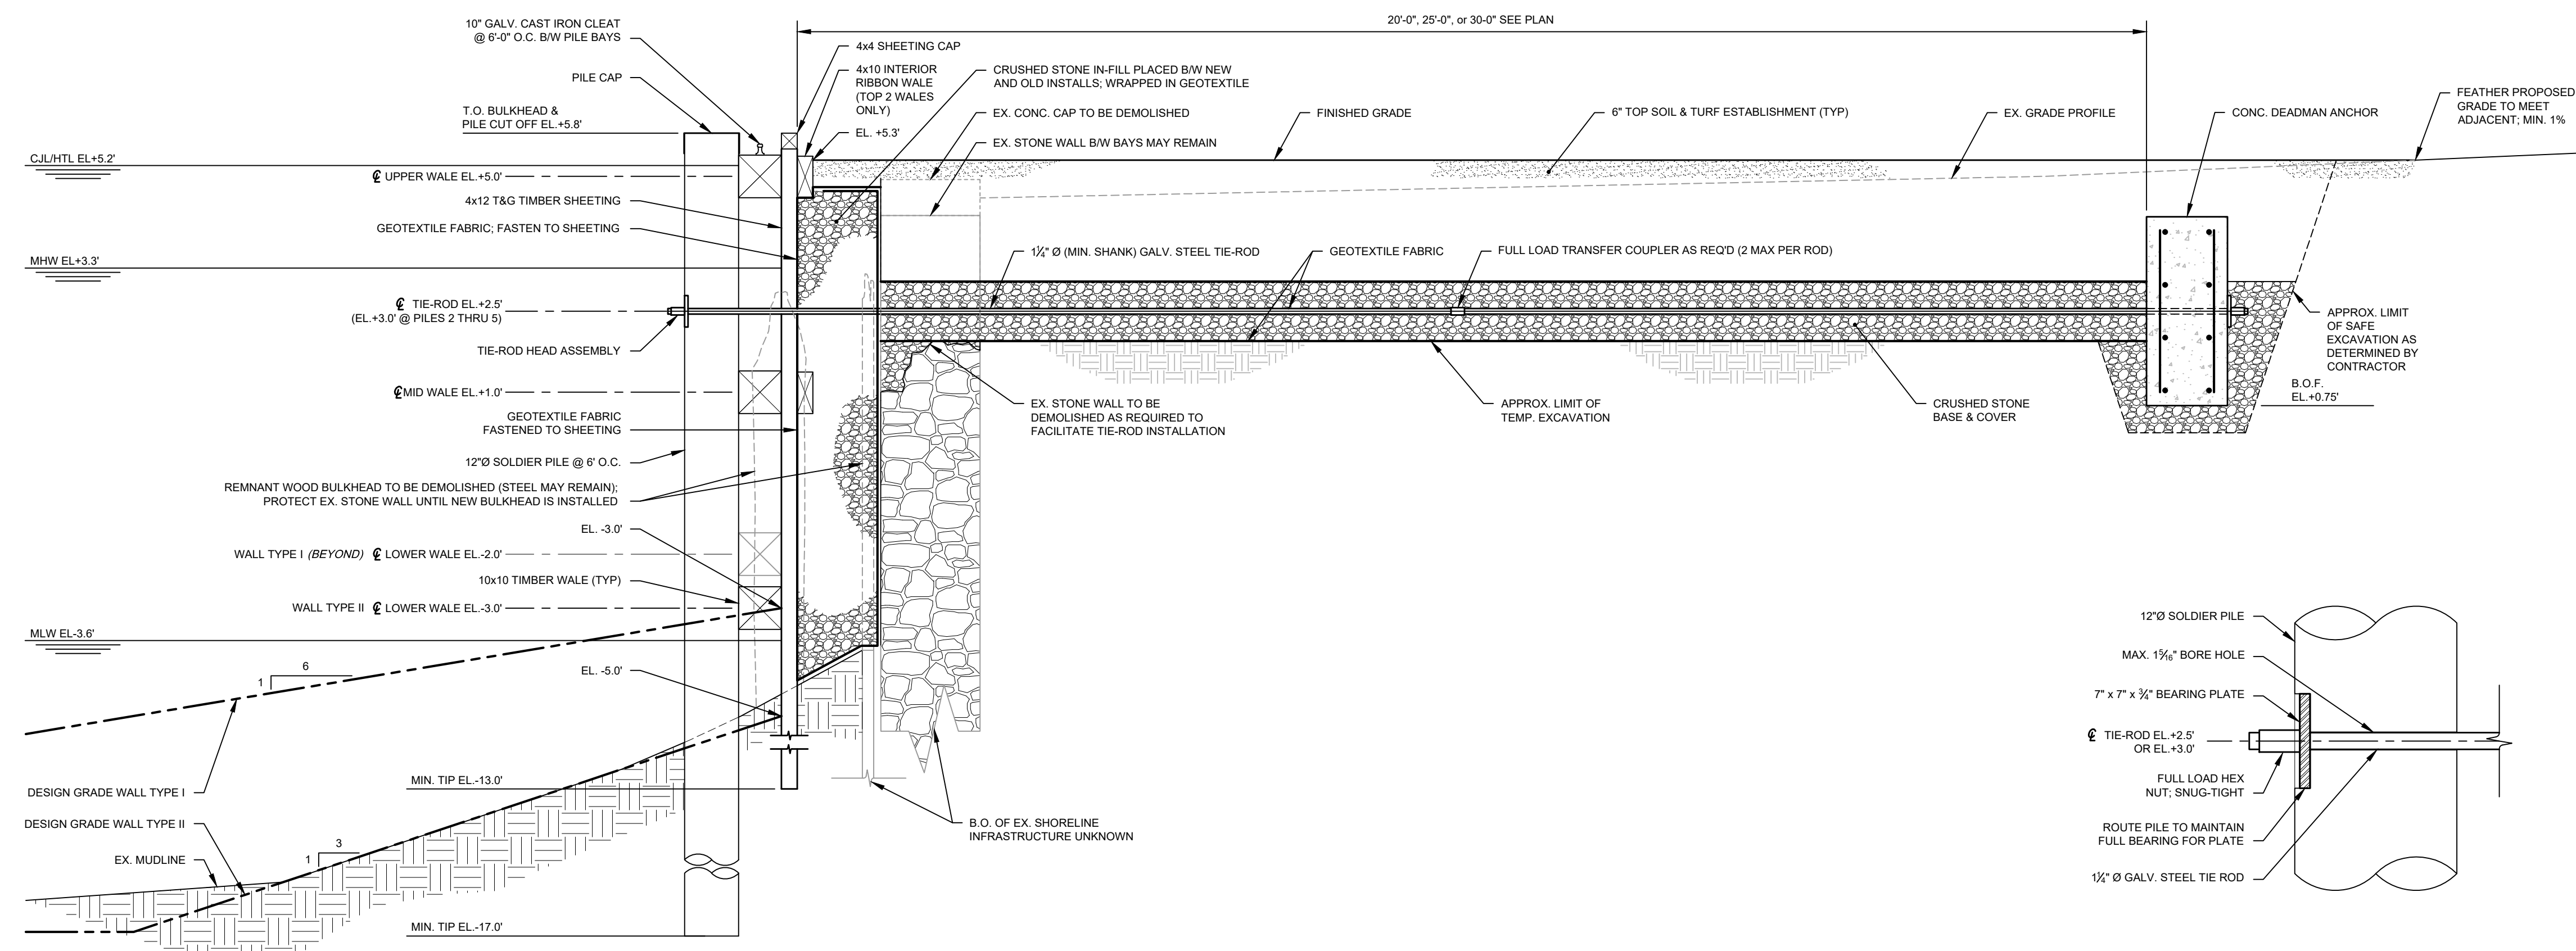 10" GALV. CAST IRON CLEAT
@ 6'-0" O.C. B/W PILE BAYS
PILE CAP
T.O. BULKHEAD &
PILE CUT OFF EL.+5.8'
CJL/HTL EL+5.2'
℄ UPPER WALE EL.+5.0'
4x12 T&G TIMBER SHEETING
GEOTEXTILE FABRIC; FASTEN TO SHEETING
MHW EL+3.3'
℄ TIE-ROD EL.+2.5'
(EL.+3.0' @ PILES 2 THRU 5)
TIE-ROD HEAD ASSEMBLY
℄ MID WALE EL.+1.0'
GEOTEXTILE FABRIC
FASTENED TO SHEETING
12"Ø SOLDIER PILE @ 6' O.C.
REMNANT WOOD BULKHEAD TO BE DEMOLISHED (STEEL MAY REMAIN);
PROTECT EX. STONE WALL UNTIL NEW BULKHEAD IS INSTALLED
EL. -3.0'
WALL TYPE I (BEYOND) ℄ LOWER WALE EL.-2.0'
10x10 TIMBER WALE (TYP)
WALL TYPE II ℄ LOWER WALE EL.-3.0'
MLW EL-3.6'
6
1
EL. -5.0'
DESIGN GRADE WALL TYPE I
DESIGN GRADE WALL TYPE II
EX. MUDLINE
3
1
MIN. TIP EL.-13.0'
MIN. TIP EL.-17.0'
20'-0", 25'-0", or 30-0" SEE PLAN
4x4 SHEETING CAP
4x10 INTERIOR
RIBBON WALE
(TOP 2 WALES
ONLY)
EL. +5.3'
CRUSHED STONE IN-FILL PLACED B/W NEW
AND OLD INSTALLS; WRAPPED IN GEOTEXTILE
EX. CONC. CAP TO BE DEMOLISHED
EX. STONE WALL B/W BAYS MAY REMAIN
FINISHED GRADE
6" TOP SOIL & TURF ESTABLISHMENT (TYP)
EX. GRADE PROFILE
CONC. DEADMAN ANCHOR
FEATHER PROPOSED
GRADE TO MEET
ADJACENT; MIN. 1%
1¼" Ø (MIN. SHANK) GALV. STEEL TIE-ROD
GEOTEXTILE FABRIC
FULL LOAD TRANSFER COUPLER AS REQ'D (2 MAX PER ROD)
APPROX. LIMIT
OF SAFE
EXCAVATION AS
DETERMINED BY
CONTRACTOR
B.O.F.
EL.+0.75'
EX. STONE WALL TO BE
DEMOLISHED AS REQUIRED TO
FACILITATE TIE-ROD INSTALLATION
APPROX. LIMIT OF
TEMP. EXCAVATION
CRUSHED STONE
BASE & COVER
B.O. OF EX. SHORELINE
INFRASTRUCTURE UNKNOWN
12"Ø SOLDIER PILE
MAX. 1 5/16" BORE HOLE
7" x 7" x ¾" BEARING PLATE
℄ TIE-ROD EL.+2.5'
OR EL.+3.0'
FULL LOAD HEX
NUT; SNUG-TIGHT
ROUTE PILE TO MAINTAIN
FULL BEARING FOR PLATE
1¼" Ø GALV. STEEL TIE ROD